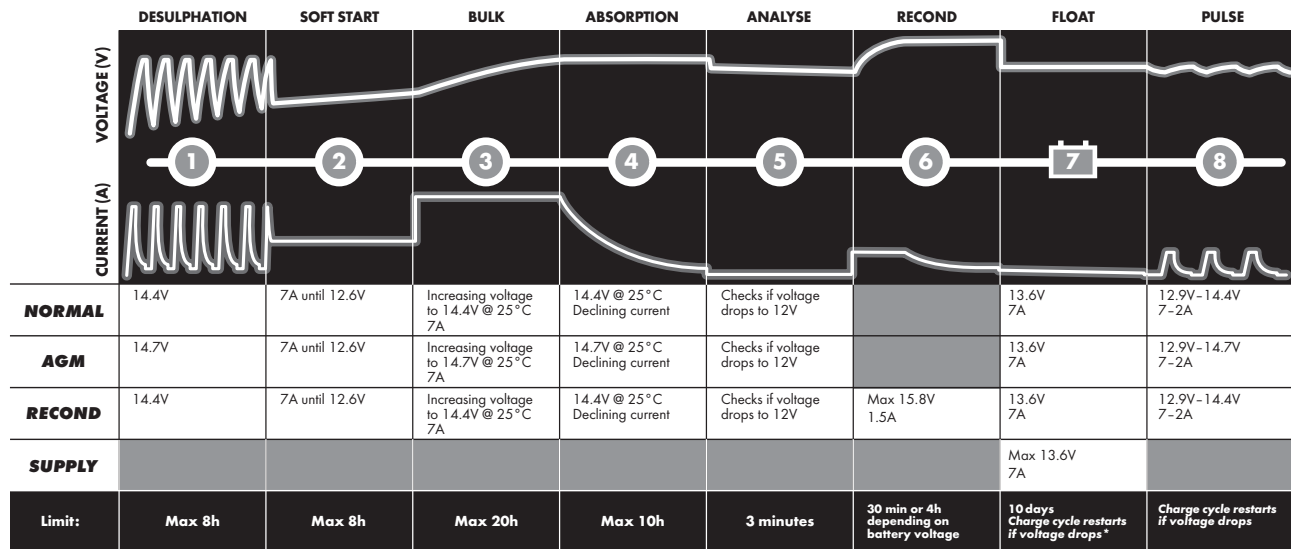 DESULPHATION SOFT START BULK ABSORPTION ANALYSE RECOND FLOAT PULSE
VOLTAGE (V)
1 2 3 4 5 6 7 8
CURRENT (A)
NORMAL
14.4V
7A until 12.6V
Increasing voltage
to 14.4V @ 25°C
7A
14.4V @ 25°C
Declining current
Checks if voltage
drops to 12V
13.6V
7A
12.9V–14.4V
7–2A
AGM
14.7V
7A until 12.6V
Increasing voltage
to 14.7V @ 25°C
7A
14.7V @ 25°C
Declining current
Checks if voltage
drops to 12V
13.6V
7A
12.9V–14.7V
7–2A
RECOND
14.4V
7A until 12.6V
Increasing voltage
to 14.4V @ 25°C
7A
14.4V @ 25°C
Declining current
Checks if voltage
drops to 12V
Max 15.8V
1.5A
13.6V
7A
12.9V–14.4V
7–2A
SUPPLY
Max 13.6V
7A
Limit:
Max 8h
Max 8h
Max 20h
Max 10h
3 minutes
30 min or 4h
depending on
battery voltage
10 days
Charge cycle restarts
if voltage drops*
Charge cycle restarts
if voltage drops